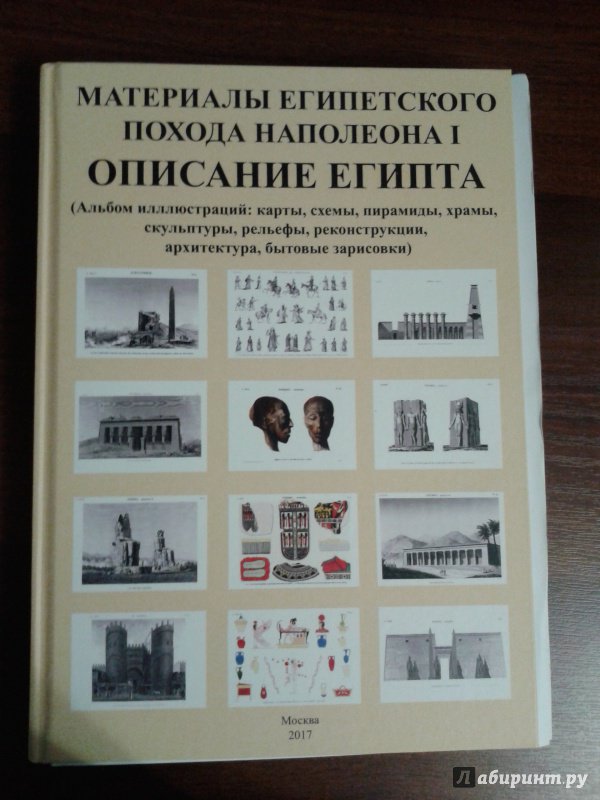 МАТЕРИАЛЫ ЕГИПЕТСКОГО
ПОХОДА НАПОЛЕОНА I
ОПИСАНИЕ ЕГИПТА
(Альбом илллюстраций: карты, схемы, пирамиды, храмы,
скульптуры, рельефы, реконструкции,
архитектура, бытовые зарисовки)
Москва
2017
лабиринт.ру